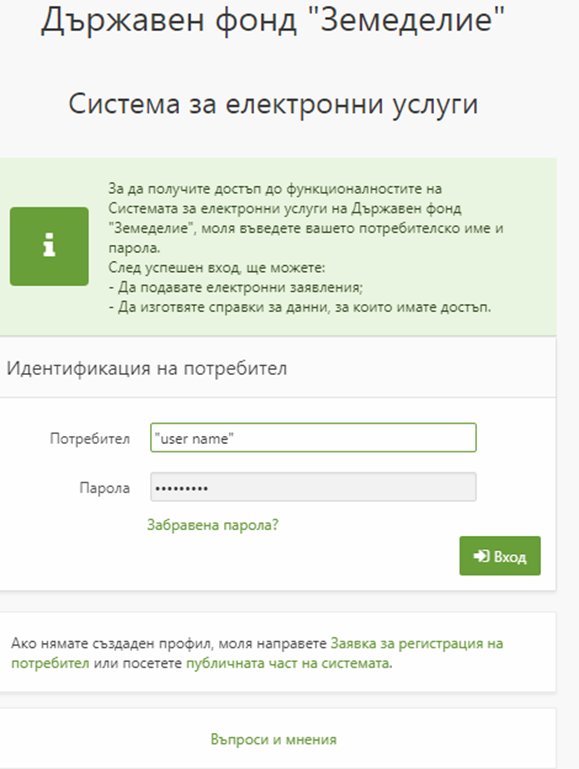 Държавен фонд "Земеделие"
Система за електронни услуги
За да получите достъп до функционалностите на
Системата за електронни услуги на Държавен фонд
"Земеделие", моля въведете вашето потребителско име и
парола.
След успешен вход, ще можете:
- Да подавате електронни заявления;
- Да изготвяте справки за данни, за които имате достъп.
Идентификация на потребител
Потребител "user name"
Парола •••••••••
Забравена парола?
Вход
Ако нямате създаден профил, моля направете Заявка за регистрация на
потребител или посетете публичната част на системата.
Въпроси и мнения